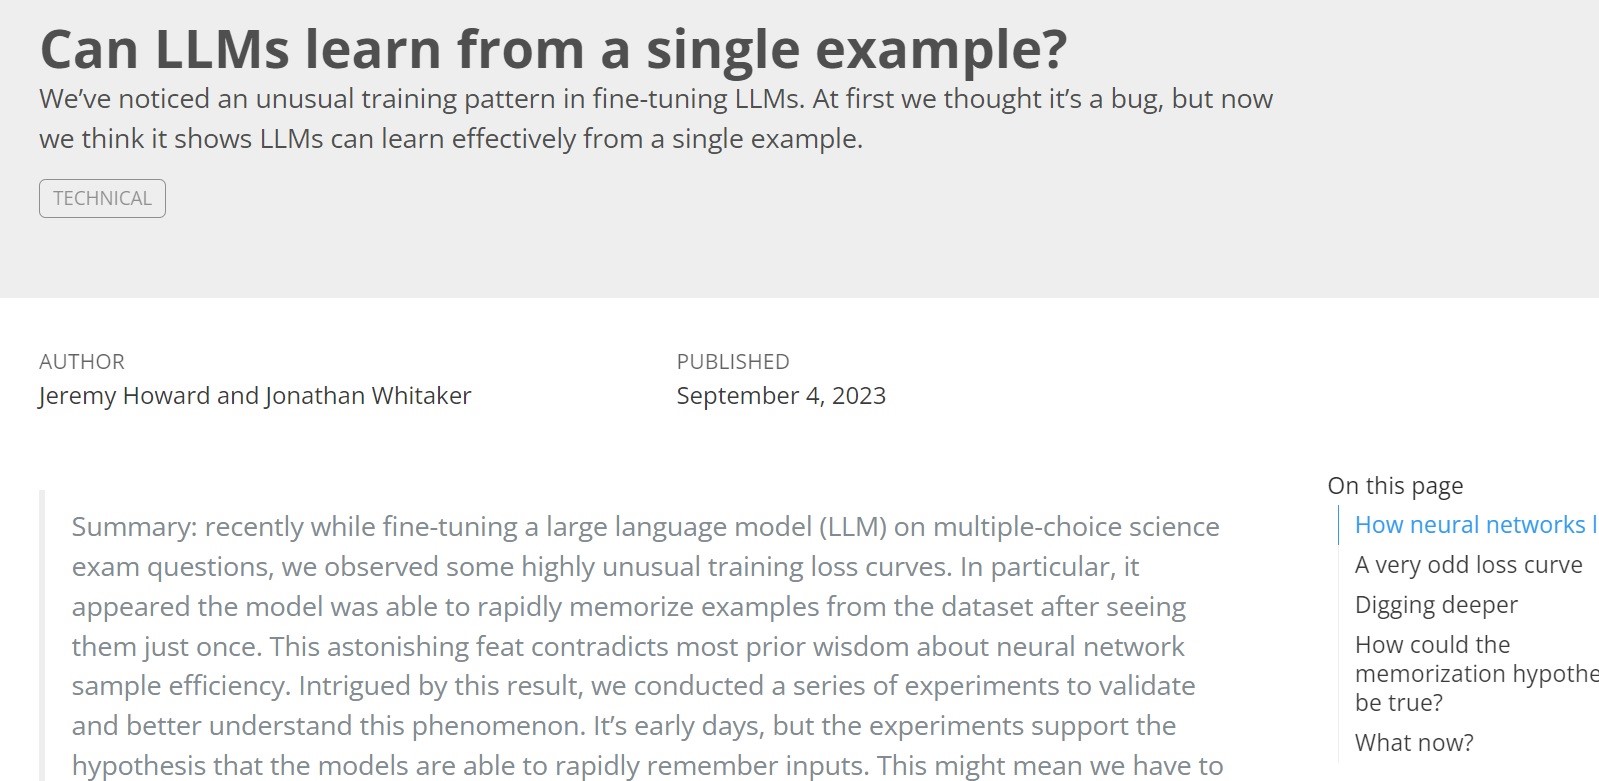 Can LLMs learn from a single example?
We’ve noticed an unusual training pattern in fine-tuning LLMs. At first we thought it’s a bug, but now
we think it shows LLMs can learn effectively from a single example.
TECHNICAL
AUTHOR
Jeremy Howard and Jonathan Whitaker
PUBLISHED
September 4, 2023
Summary: recently while fine-tuning a large language model (LLM) on multiple-choice science
exam questions, we observed some highly unusual training loss curves. In particular, it
appeared the model was able to rapidly memorize examples from the dataset after seeing
them just once. This astonishing feat contradicts most prior wisdom about neural network
sample efficiency. Intrigued by this result, we conducted a series of experiments to validate
and better understand this phenomenon. It’s early days, but the experiments support the
hypothesis that the models are able to rapidly remember inputs. This might mean we have to
On this page
How neural networks l
A very odd loss curve
Digging deeper
How could the
memorization hypothe
be true?
What now?